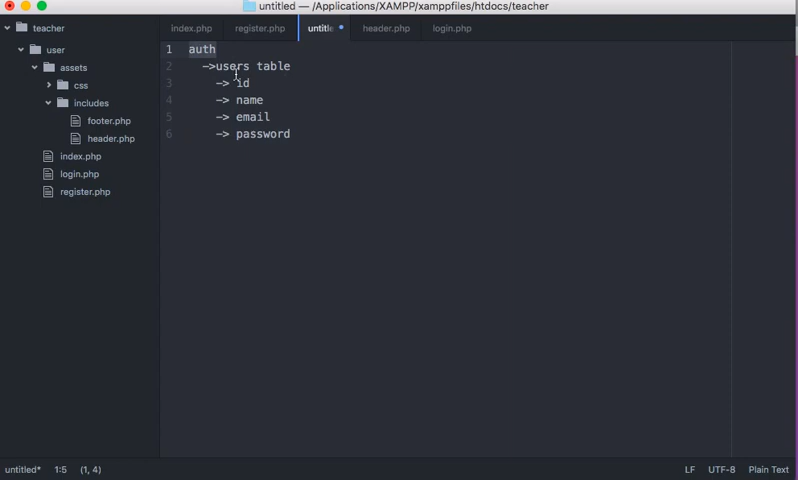 untitled — /Applications/XAMPP/xamppfiles/htdocs/teacher
teacher
user
assets
css
includes
footer.php
header.php
index.php
login.php
register.php
index.php
register.php
untitle
header.php
login.php
1 auth
2 ->users table
3 -> id
4 -> name
5 -> email
6 -> password
untitled* 1:5 (1, 4)
LF UTF-8 Plain Text